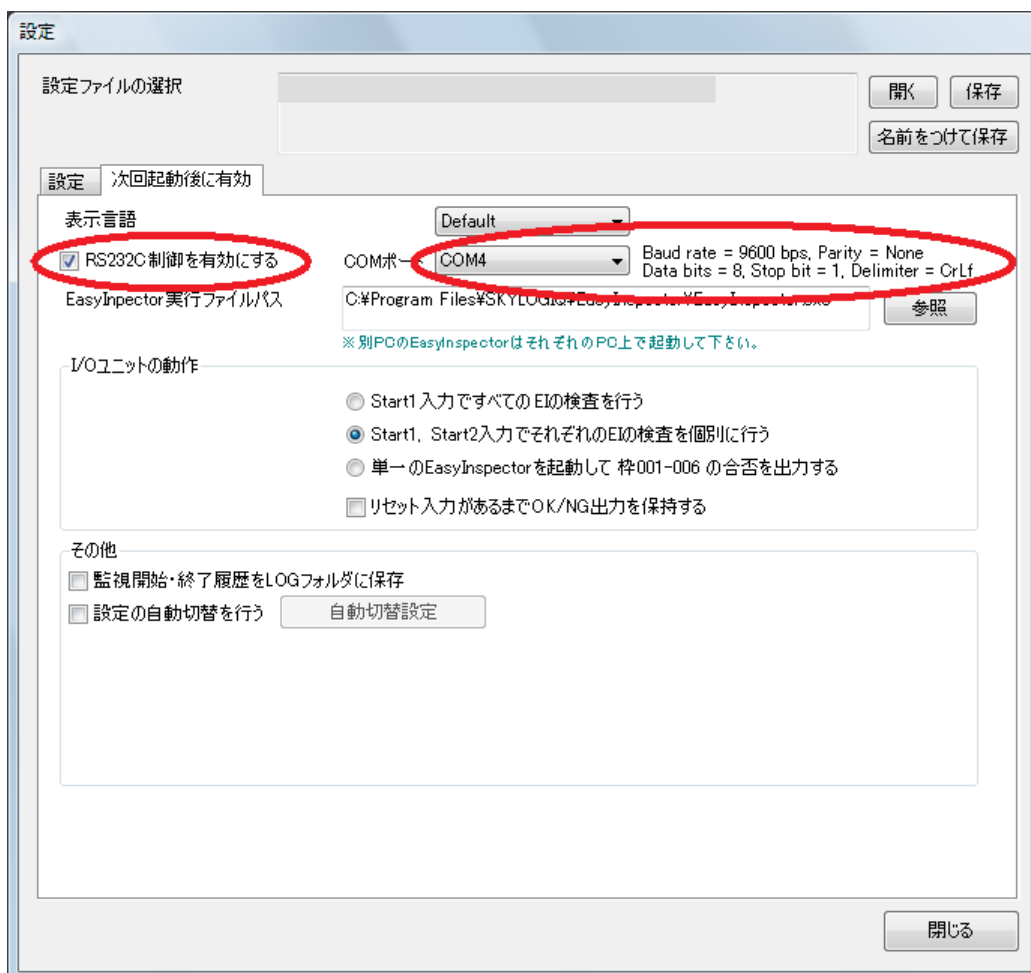 設定
設定ファイルの選択
開く
保存
名前をつけて保存
設定
次回起動後に有効
表示言語
Default
RS232C制御を有効にする
COMポート
COM4
Baud rate = 9600 bps, Parity = None
Data bits = 8, Stop bit = 1, Delimiter = CrLf
EasyInpector実行ファイルパス
C:¥Program Files¥SKYLOGIQ¥EasyInspector¥EasyInspector.exe
参照
※別PCのEasyInspectorはそれぞれのPC上で起動して下さい。
I/Oユニットの動作
Start1入力ですべてのEIの検査を行う
Start1, Start2入力でそれぞれのEIの検査を個別に行う
単一のEasyInspectorを起動して 枠001-006 の合否を出力する
リセット入力があるまでOK/NG出力を保持する
その他
監視開始・終了履歴をLOGフォルダに保存
設定の自動切替を行う
自動切替設定
閉じる